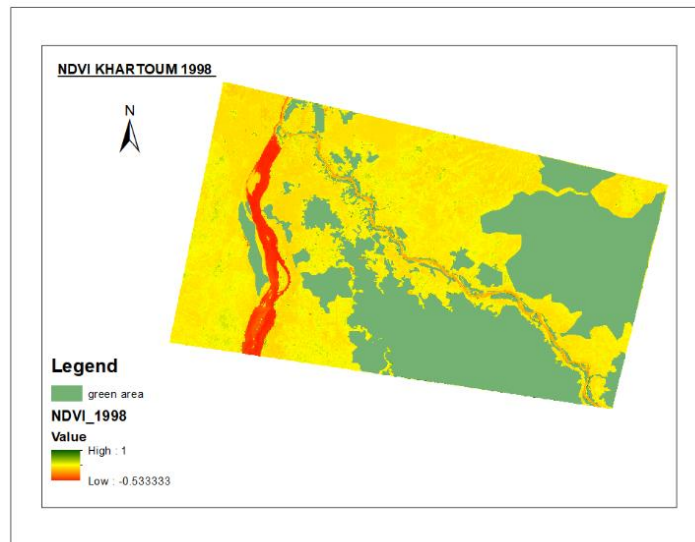 NDVI KHARTOUM 1998
N
Legend
green area
NDVI_1998
Value
High : 1
Low : -0.533333